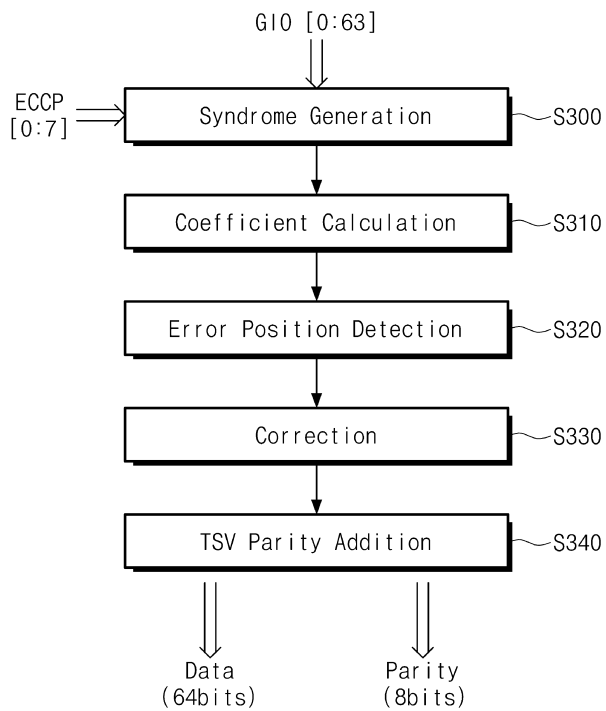 GIO [0:63]
ECCP
[0:7]
Syndrome Generation
S300
Coefficient Calculation
S310
Error Position Detection
S320
Correction
S330
TSV Parity Addition
S340
Data
(64bits)
Parity
(8bits)